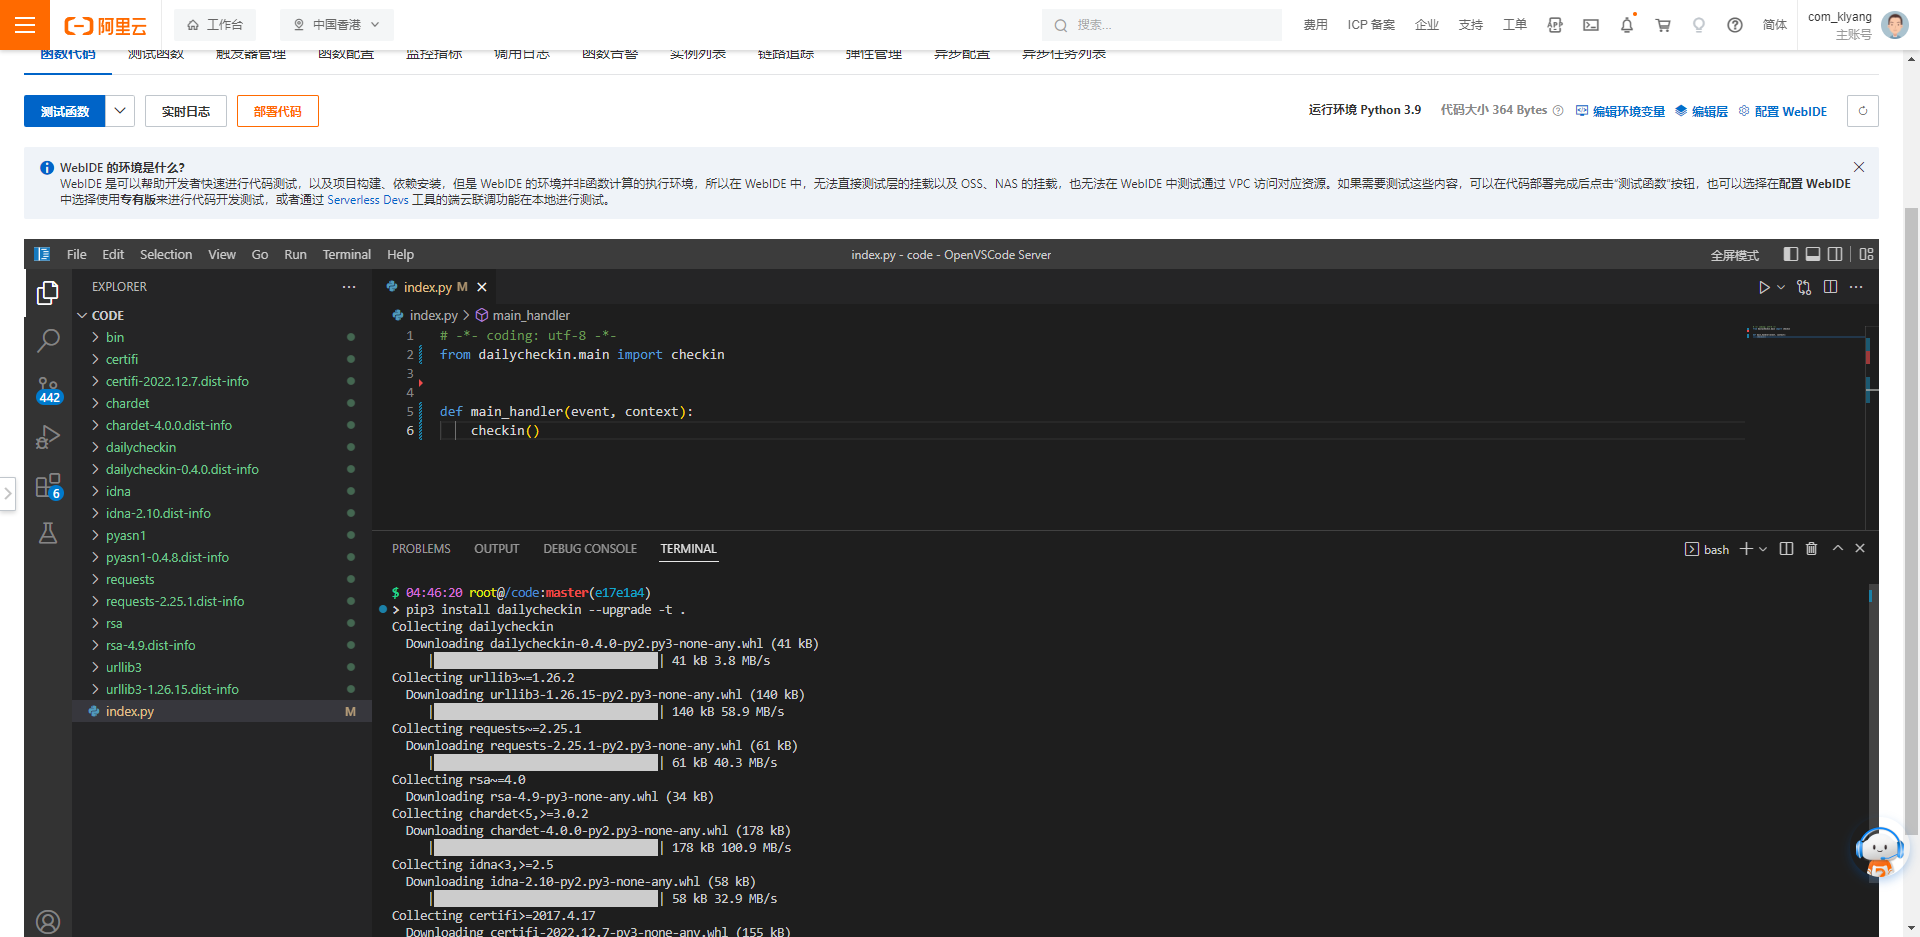 阿里云
工作台
中国香港
搜索...
费用
ICP 备案
企业
支持
工单
简体
com_klyang
主账号
函数代码
测试函数
触发器管理
函数配置
监控指标
调用日志
函数告警
实例列表
链路追踪
弹性管理
异步配置
异步任务列表
测试函数
实时日志
部署代码
运行环境 Python 3.9
代码大小 364 Bytes
编辑环境变量
编辑层
配置 WebIDE
WebIDE 的环境是什么?
WebIDE 是可以帮助开发者快速进行代码测试，以及项目构建、依赖安装，但是 WebIDE 的环境并非函数计算的执行环境，所以在 WebIDE 中，无法直接测试层的挂载以及 OSS、NAS 的挂载，也无法在 WebIDE 中测试通过 VPC 访问对应资源。如果需要测试这些内容，可以在代码部署完成后点击“测试函数”按钮，也可以选择在配置 WebIDE
中选择使用专有版来进行代码开发测试，或者通过 Serverless Devs 工具的端云联调功能在本地进行测试。
File Edit Selection View Go Run Terminal Help
index.py - code - OpenVSCode Server
全屏模式
EXPLORER
CODE
bin
certifi
certifi-2022.12.7.dist-info
chardet
chardet-4.0.0.dist-info
dailycheckin
dailycheckin-0.4.0.dist-info
idna
idna-2.10.dist-info
pyasn1
pyasn1-0.4.8.dist-info
requests
requests-2.25.1.dist-info
rsa
rsa-4.9.dist-info
urllib3
urllib3-1.26.15.dist-info
index.py M
442
6
index.py M
index.py > main_handler
1 # -*- coding: utf-8 -*-
2 from dailycheckin.main import checkin
3
4
5 def main_handler(event, context):
6 checkin()
PROBLEMS OUTPUT DEBUG CONSOLE TERMINAL
bash
$ 04:46:20 root@/code:master(e17e1a4)
> pip3 install dailycheckin --upgrade -t .
Collecting dailycheckin
Downloading dailycheckin-0.4.0-py2.py3-none-any.whl (41 kB)
| | 41 kB 3.8 MB/s
Collecting urllib3~=1.26.2
Downloading urllib3-1.26.15-py2.py3-none-any.whl (140 kB)
| | 140 kB 58.9 MB/s
Collecting requests~=2.25.1
Downloading requests-2.25.1-py2.py3-none-any.whl (61 kB)
| | 61 kB 40.3 MB/s
Collecting rsa~=4.0
Downloading rsa-4.9-py3-none-any.whl (34 kB)
Collecting chardet<5,>=3.0.2
Downloading chardet-4.0.0-py2.py3-none-any.whl (178 kB)
| | 178 kB 100.9 MB/s
Collecting idna<3,>=2.5
Downloading idna-2.10-py2.py3-none-any.whl (58 kB)
| | 58 kB 32.9 MB/s
Collecting certifi>=2017.4.17
Downloading certifi-2022.12.7-py3-none-any.whl (155 kB)